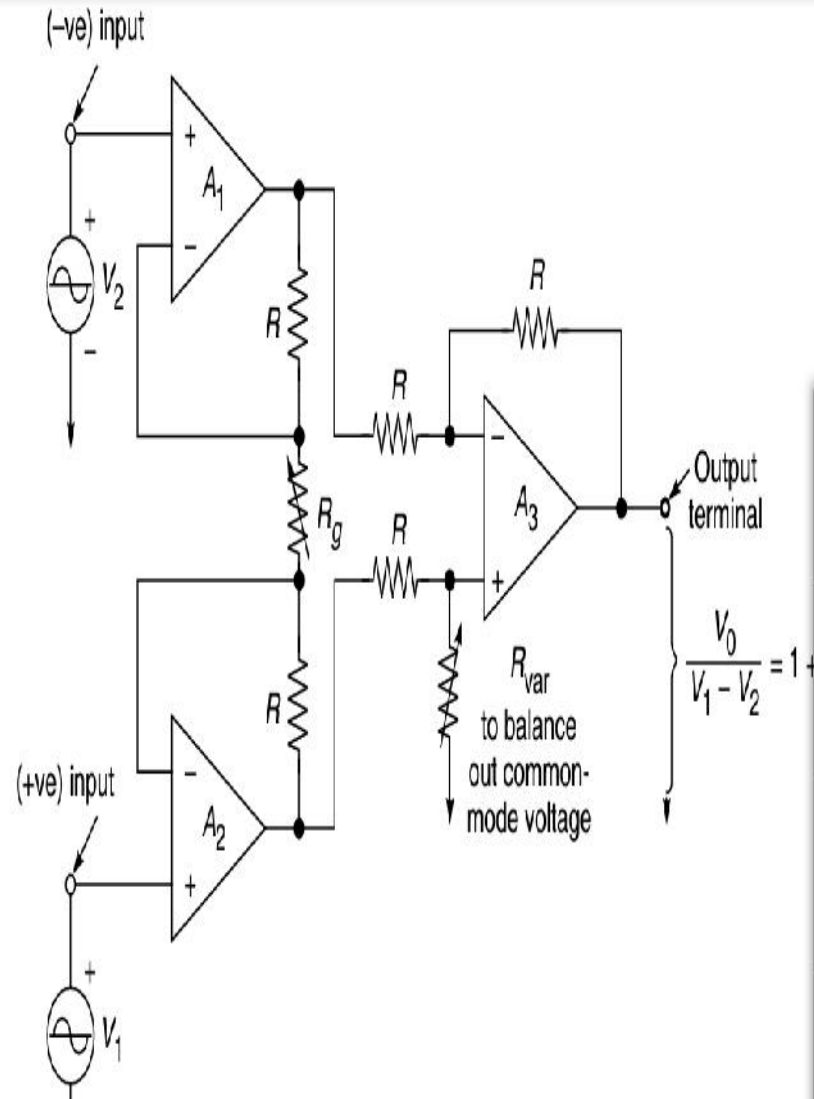 (–ve) input
+
A1
–
+
V2
–
R
R
R
–
Rg
A3
Output
terminal
R
+
V0
V1 – V2
= 1 +
Rvar
to balance
out common-
mode voltage
R
(+ve) input
–
A2
+
+
V1